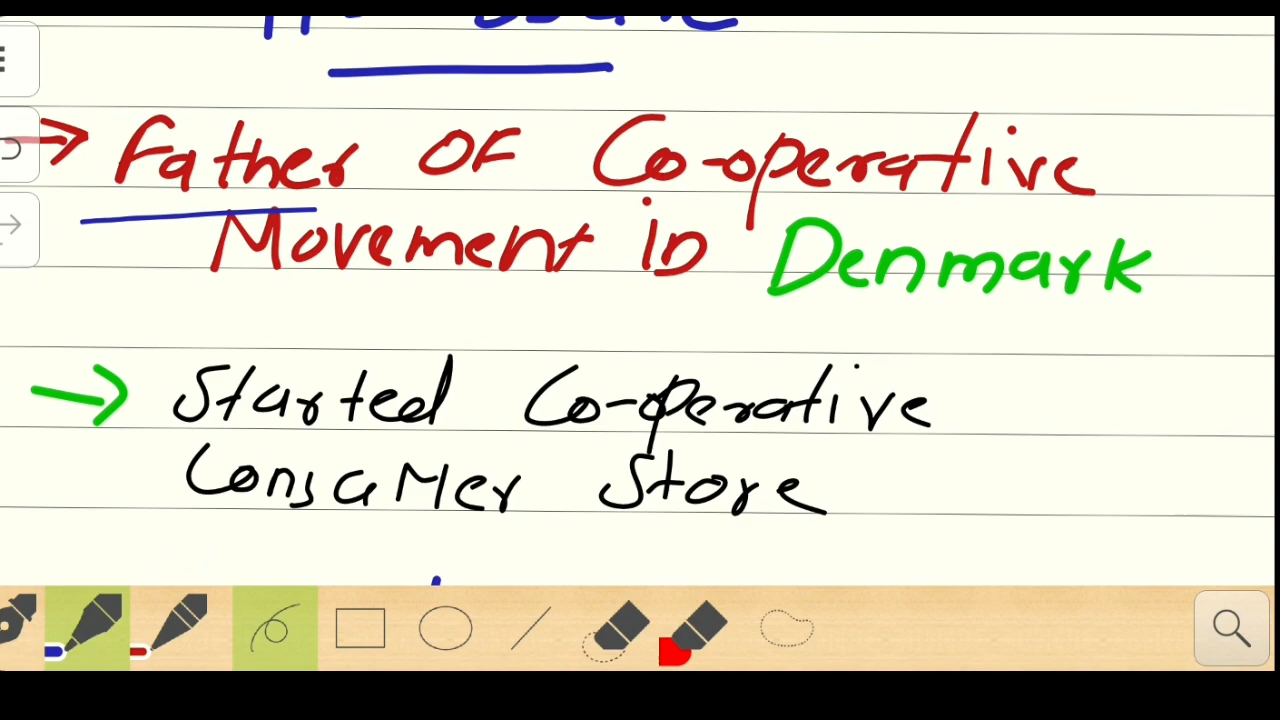 → Father Of Co-operative
Movement in Denmark
→ Started Co-operative
Consumer Store